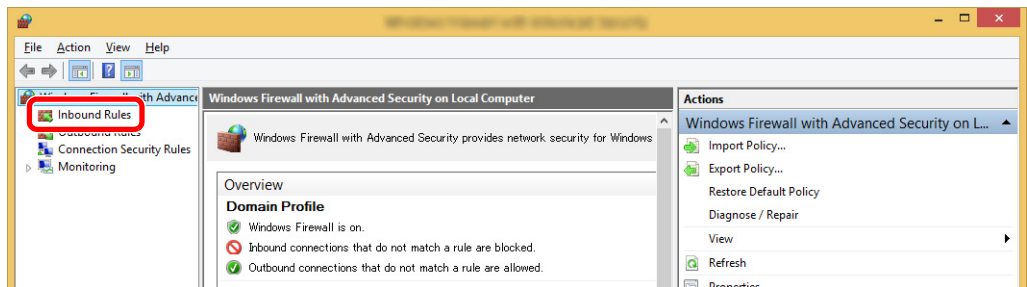 File Action View Help
Inbound Rules
Outbound Rules
Connection Security Rules
Monitoring
Windows Firewall with Advanced Security on Local Computer
Windows Firewall with Advanced Security provides network security for Windows
Overview
Domain Profile
Windows Firewall is on.
Inbound connections that do not match a rule are blocked.
Outbound connections that do not match a rule are allowed.
Actions
Windows Firewall with Advanced Security on L...
Import Policy...
Export Policy...
Restore Default Policy
Diagnose / Repair
View
Refresh
Properties